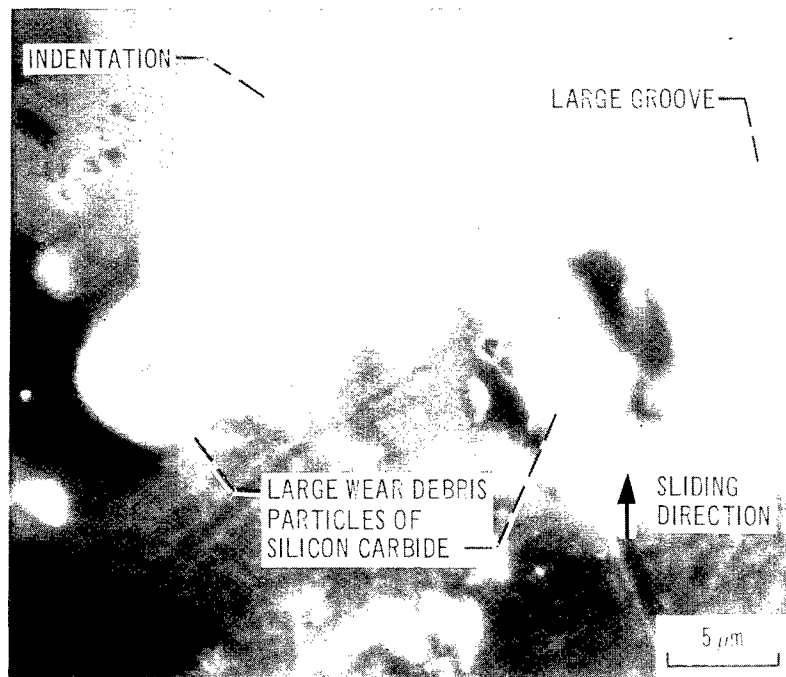 INDENTATION
LARGE GROOVE
LARGE WEAR DEBRIS
PARTICLES OF
SILICON CARBIDE
SLIDING
DIRECTION
5 μm